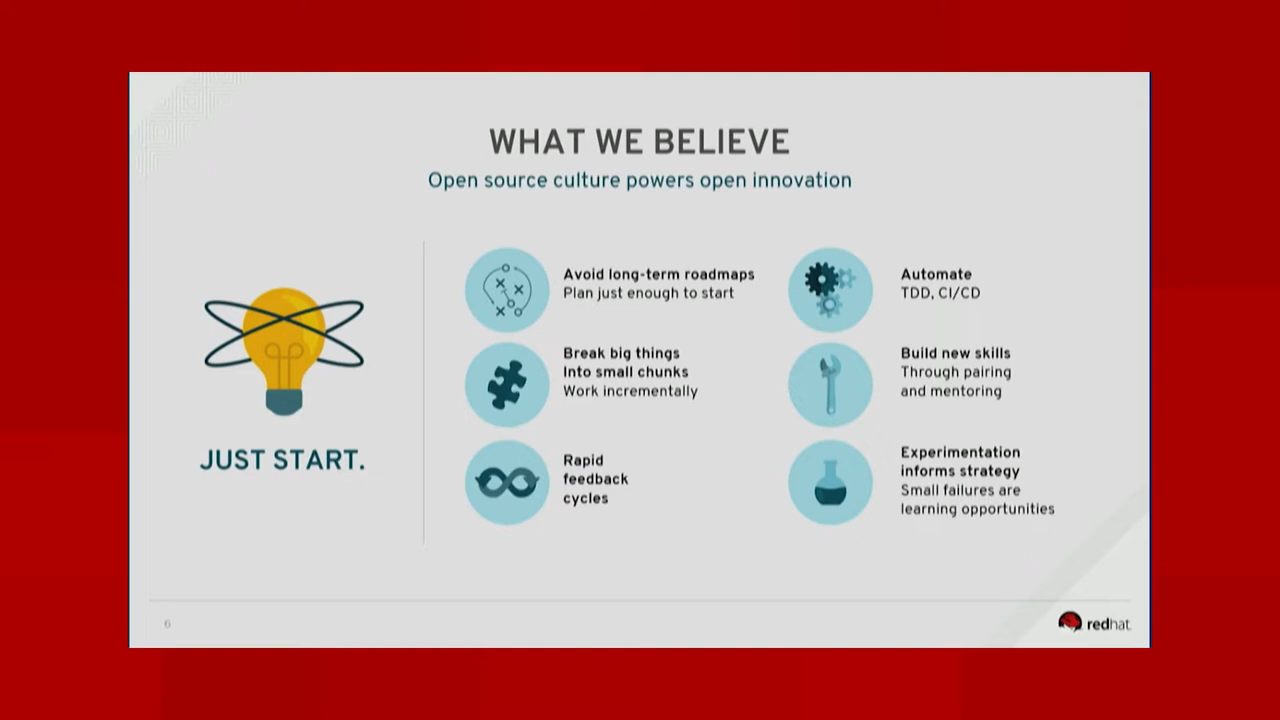 WHAT WE BELIEVE
Open source culture powers open innovation
JUST START.
Avoid long-term roadmaps
Plan just enough to start
Break big things
Into small chunks
Work incrementally
Rapid
feedback
cycles
Automate
TDD, CI/CD
Build new skills
Through pairing
and mentoring
Experimentation
informs strategy
Small failures are
learning opportunities
6
redhat